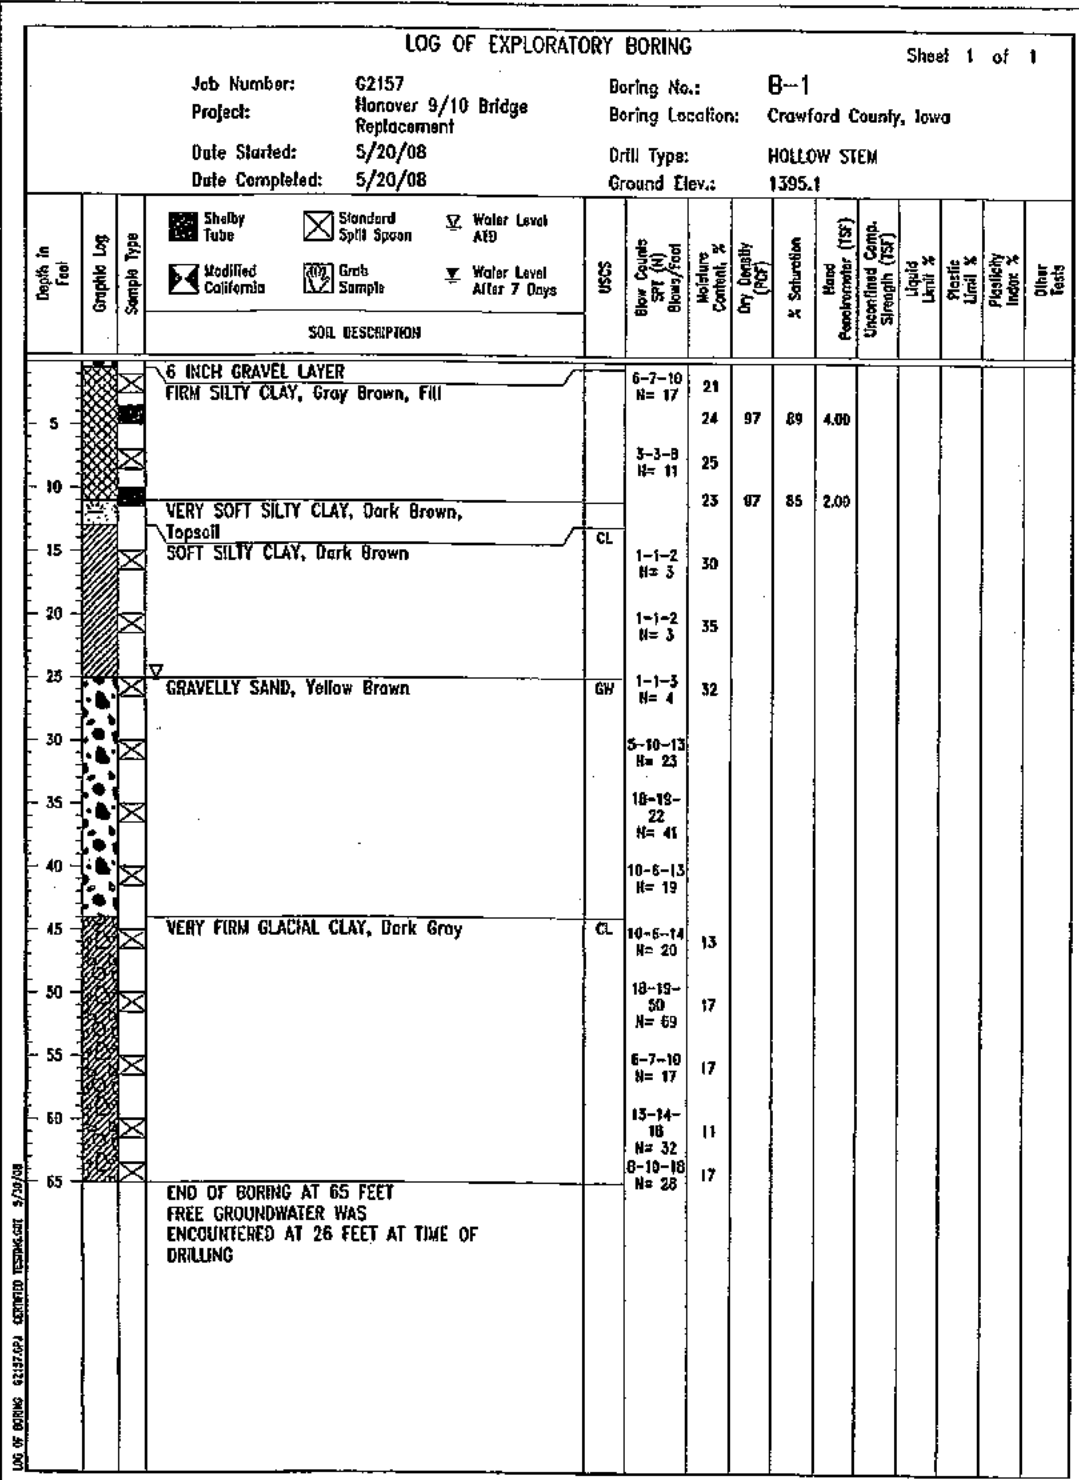 LOG OF EXPLORATORY BORING
Sheet 1 of 1
Job Number: G2157
Project: Hanover 9/10 Bridge
Replacement
Date Started: 5/20/08
Date Completed: 5/20/08
Boring No.: B-1
Boring Location: Crawford County, Iowa
Drill Type: HOLLOW STEM
Ground Elev.: 1395.1
Depth in
Feet
Graphic Log
Sample Type
Shelby
Tube
Standard
Split Spoon
Water Level
ATD
Modified
California
Grab
Sample
Water Level
After 7 Days
SOIL DESCRIPTION
USCS
Blow Counts
SPT (N)
Blows/Foot
Moisture
Content, %
Dry Density
(PCF)
% Saturation
Hand
Penetrometer (TSF)
Unconfined Comp.
Strength (TSF)
Liquid
Limit %
Plastic
Limit %
Plasticity
Index %
Other
Tests
6 INCH GRAVEL LAYER
FIRM SILTY CLAY, Gray Brown, Fill
6-7-10
N= 17
21
5
24 97 89 4.00
3-3-8
N= 11
25
10
23 97 85 2.00
VERY SOFT SILTY CLAY, Dark Brown,
Topsoil
CL
SOFT SILTY CLAY, Dark Brown
15
1-1-2
N= 3
30
20
1-1-2
N= 3
35
25
GRAVELLY SAND, Yellow Brown
GW
1-1-3
N= 4
32
30
5-10-13
N= 23
35
18-19-
22
N= 41
40
10-6-13
N= 19
45
VERY FIRM GLACIAL CLAY, Dark Gray
CL
10-6-14
N= 20
13
50
18-19-
50
N= 69
17
55
6-7-10
N= 17
17
60
13-14-
18
N= 32
11
8-10-18
N= 28
17
65
END OF BORING AT 65 FEET
FREE GROUNDWATER WAS
ENCOUNTERED AT 26 FEET AT TIME OF
DRILLING
LOG OF BORING G2157.GPJ CERTIFIED TESTING.GDT 5/30/08